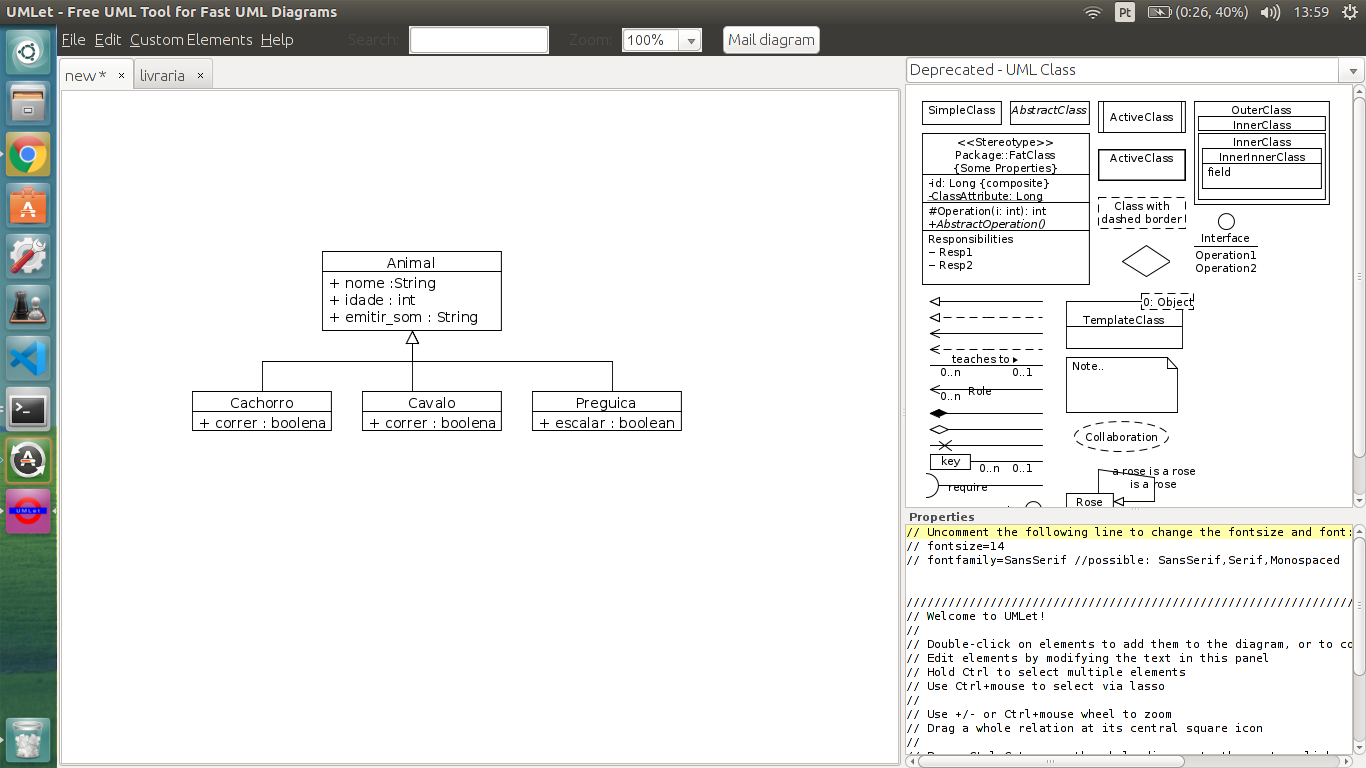 UMLet - Free UML Tool for Fast UML Diagrams
Pt (0:26, 40%) 13:59
File Edit Custom Elements Help Search: Zoom: 100% Mail diagram
new * × livraria ×
Animal
+ nome :String
+ idade : int
+ emitir_som : String
Cachorro
+ correr : boolena
Cavalo
+ correr : boolena
Preguica
+ escalar : boolean
UMLet
Deprecated - UML Class
SimpleClass
AbstractClass
ActiveClass
OuterClass
InnerClass
InnerClass
InnerInnerClass
field
<<Stereotype>>
Package::FatClass
{Some Properties}
-id: Long {composite}
-ClassAttribute: Long
#Operation(i: int): int
+AbstractOperation()
Responsibilities
-- Resp1
-- Resp2
ActiveClass
Class with
dashed border
Interface
Operation1
Operation2
0: Object
TemplateClass
teaches to ▸
0..n 0..1
Role
0..n
Note..
Collaboration
key
0..n 0..1
require
a rose is a rose
is a rose
Rose
Properties
// Uncomment the following line to change the fontsize and font:
// fontsize=14
// fontfamily=SansSerif //possible: SansSerif,Serif,Monospaced
////////////////////////////////////////////////////////////////
// Welcome to UMLet!
//
// Double-click on elements to add them to the diagram, or to co
// Edit elements by modifying the text in this panel
// Hold Ctrl to select multiple elements
// Use Ctrl+mouse to select via lasso
//
// Use +/- or Ctrl+mouse wheel to zoom
// Drag a whole relation at its central square icon
//